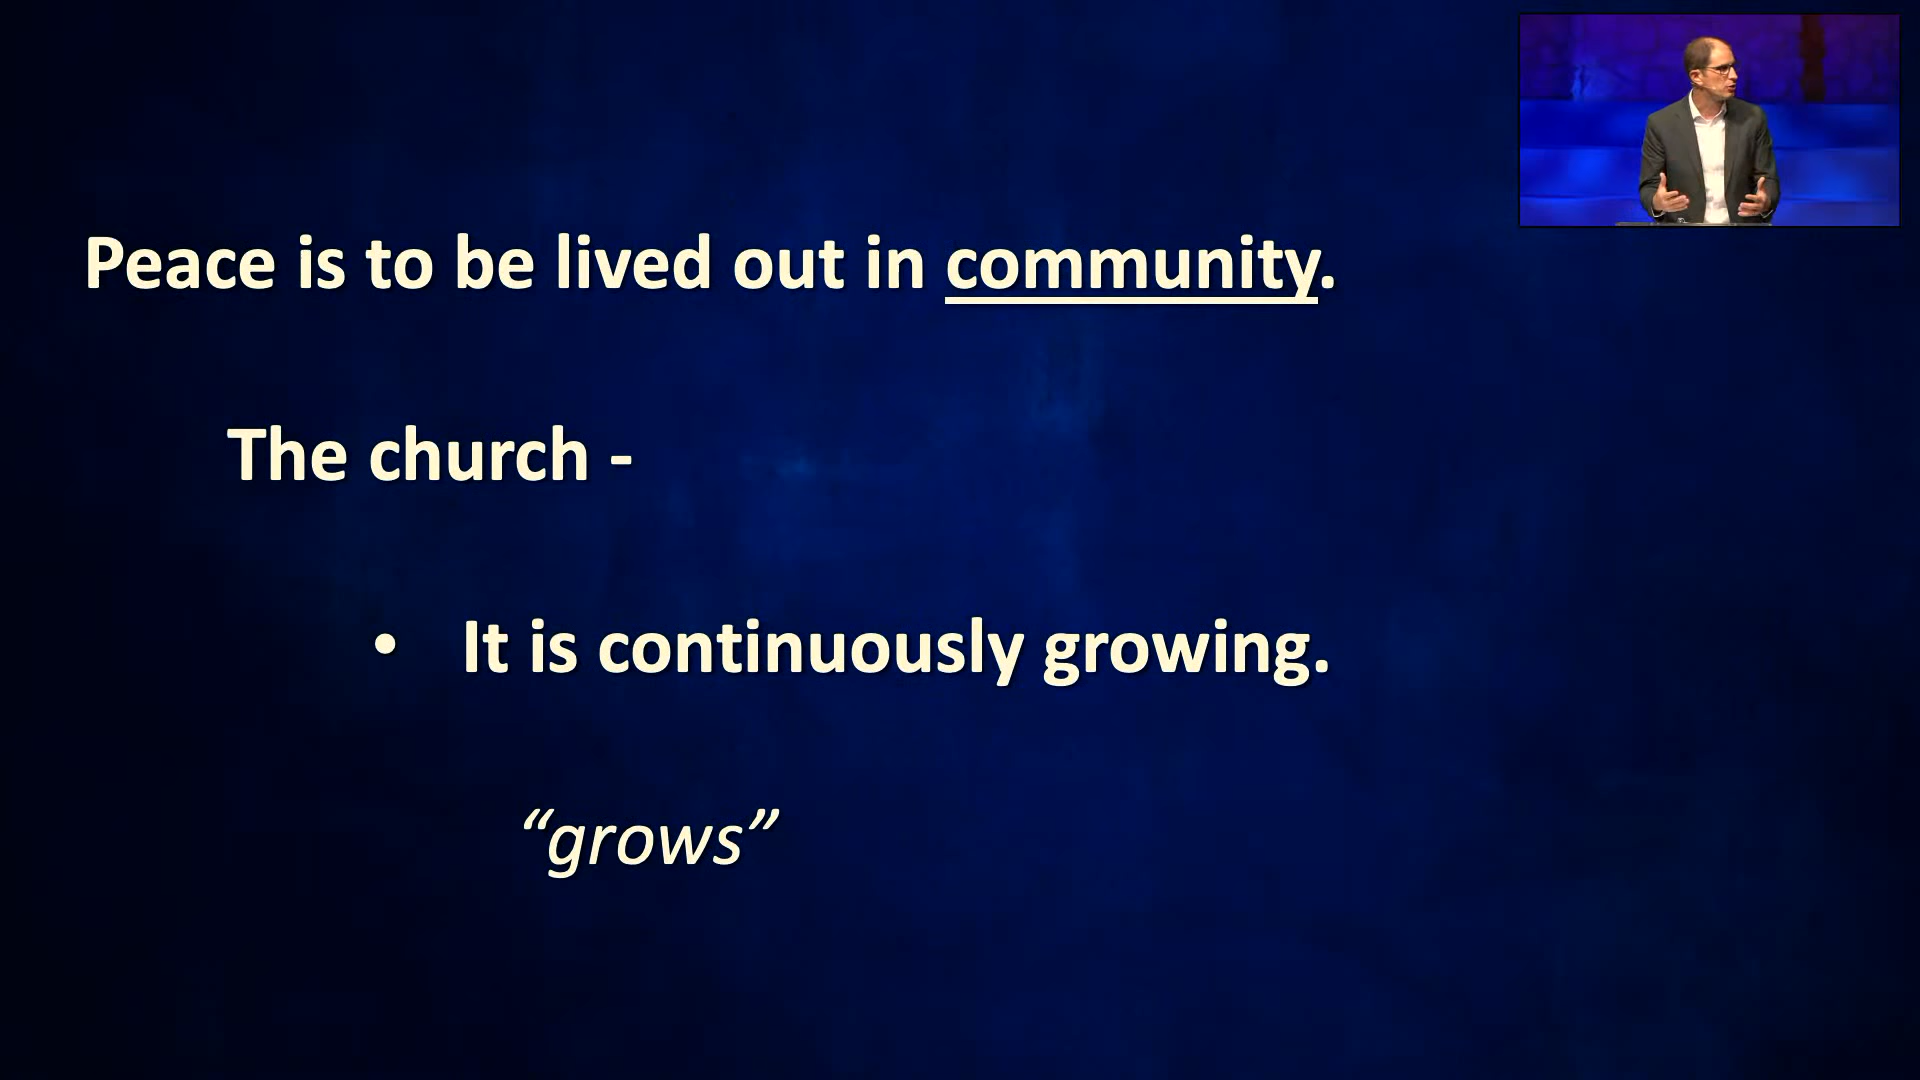 Peace is to be lived out in community.
The church -
• It is continuously growing.
“grows”